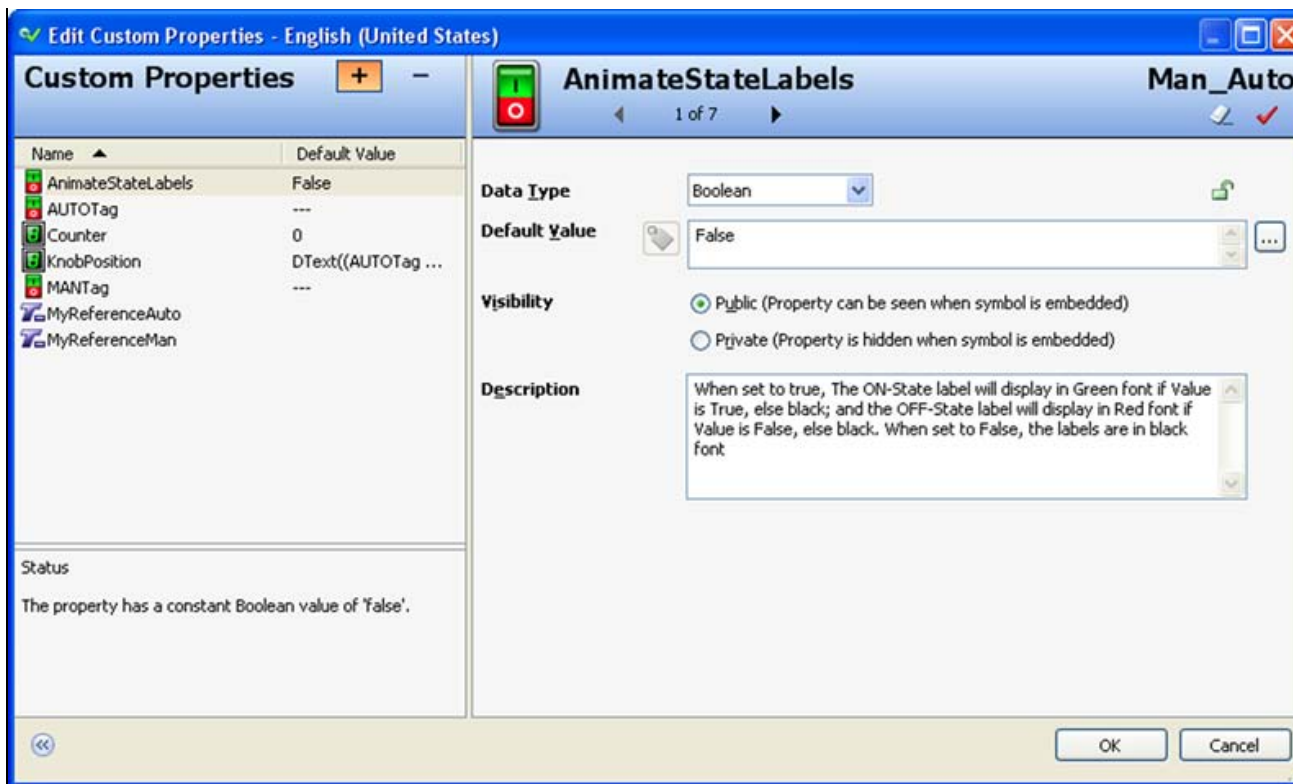 Edit Custom Properties - English (United States)
Custom Properties + −
AnimateStateLabels
Man_Auto
1 of 7
Name Default Value
AnimateStateLabels False
AUTOTag ---
Counter 0
KnobPosition DText((AUTOTag ...
MANTag ---
MyReferenceAuto
MyReferenceMan
Status
The property has a constant Boolean value of 'false'.
Data Type Boolean
Default Value False ...
Visibility Public (Property can be seen when symbol is embedded)
Private (Property is hidden when symbol is embedded)
Description When set to true, The ON-State label will display in Green font if Value
is True, else black; and the OFF-State label will display in Red font if
Value is False, else black. When set to False, the labels are in black
font
OK Cancel